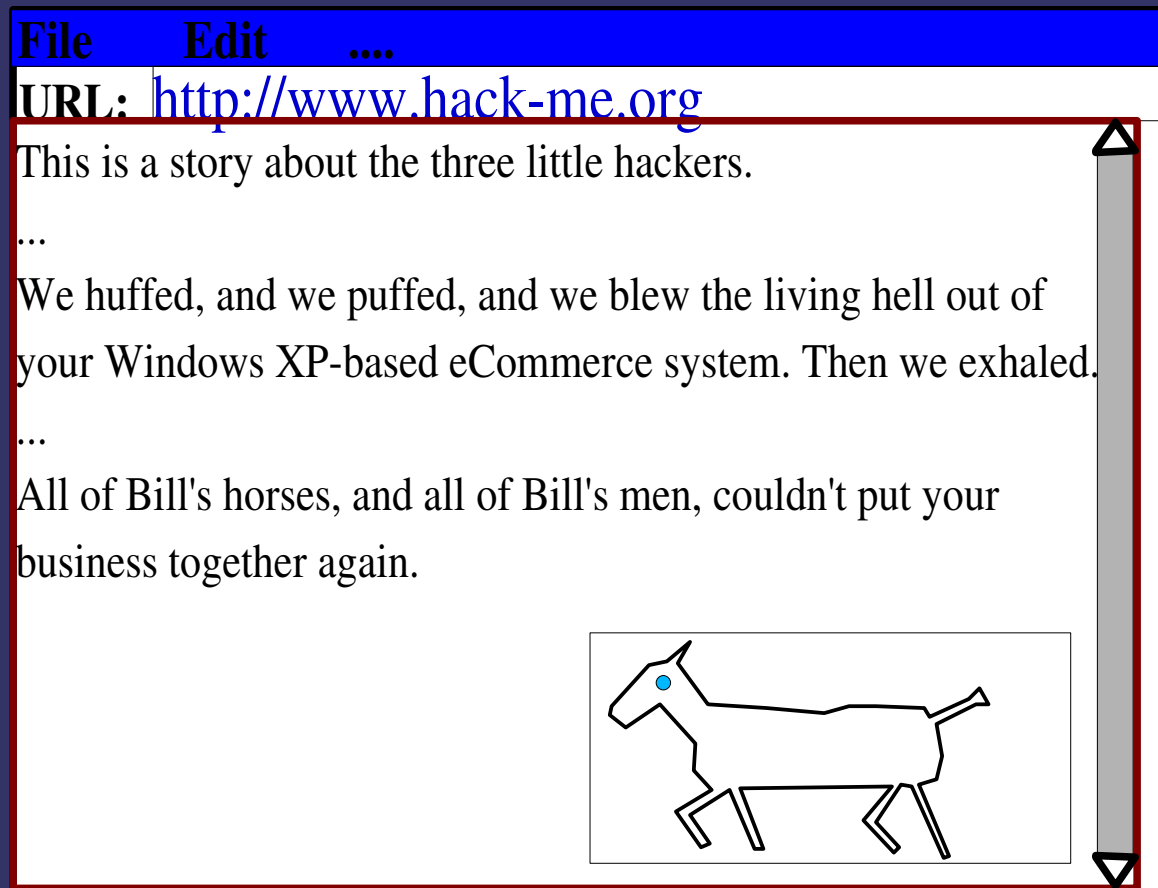 File Edit ....
URL: http://www.hack-me.org
This is a story about the three little hackers.
...
We huffed, and we puffed, and we blew the living hell out of
your Windows XP-based eCommerce system. Then we exhaled.
...
All of Bill's horses, and all of Bill's men, couldn't put your
business together again.